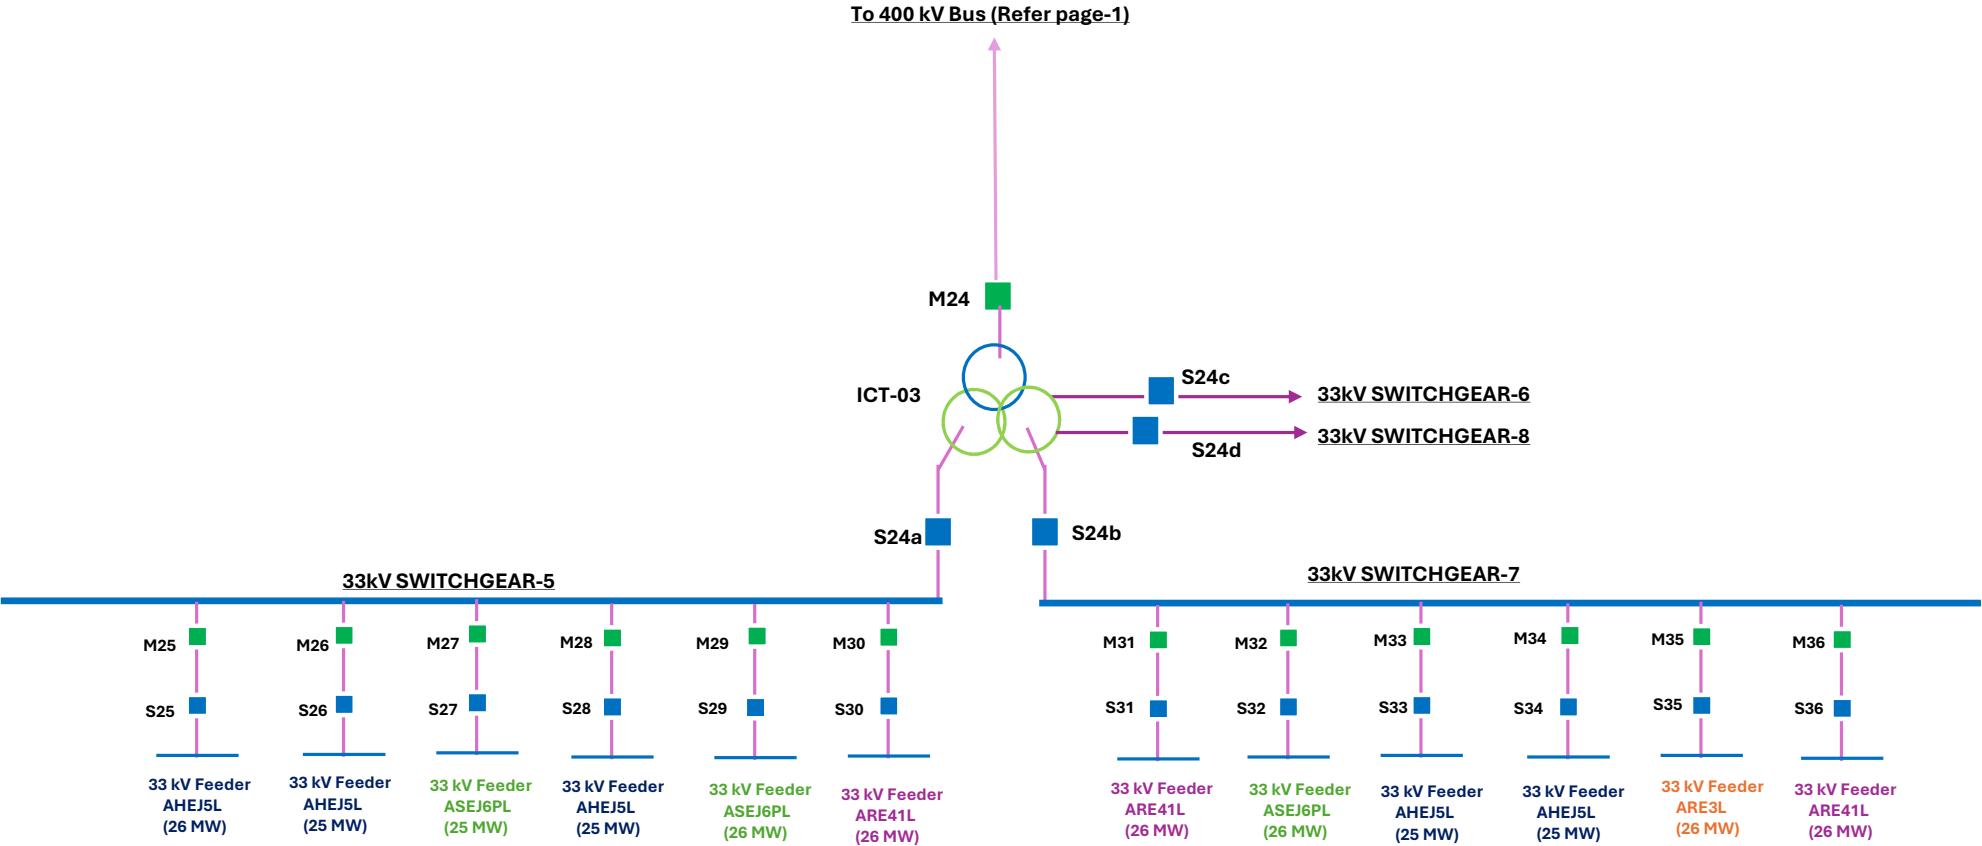 To 400 kV Bus (Refer page-1)
M24
ICT-03
S24c
33kV SWITCHGEAR-6
33kV SWITCHGEAR-8
S24d
S24a
S24b
33kV SWITCHGEAR-5
33kV SWITCHGEAR-7
M25
M26
M27
M28
M29
M30
M31
M32
M33
M34
M35
M36
S25
S26
S27
S28
S29
S30
S31
S32
S33
S34
S35
S36
33 kV Feeder
AHEJ5L
(26 MW)
33 kV Feeder
AHEJ5L
(25 MW)
33 kV Feeder
ASEJ6PL
(25 MW)
33 kV Feeder
AHEJ5L
(25 MW)
33 kV Feeder
ASEJ6PL
(26 MW)
33 kV Feeder
ARE41L
(26 MW)
33 kV Feeder
ARE41L
(26 MW)
33 kV Feeder
ASEJ6PL
(26 MW)
33 kV Feeder
AHEJ5L
(25 MW)
33 kV Feeder
AHEJ5L
(25 MW)
33 kV Feeder
ARE3L
(26 MW)
33 kV Feeder
ARE41L
(26 MW)